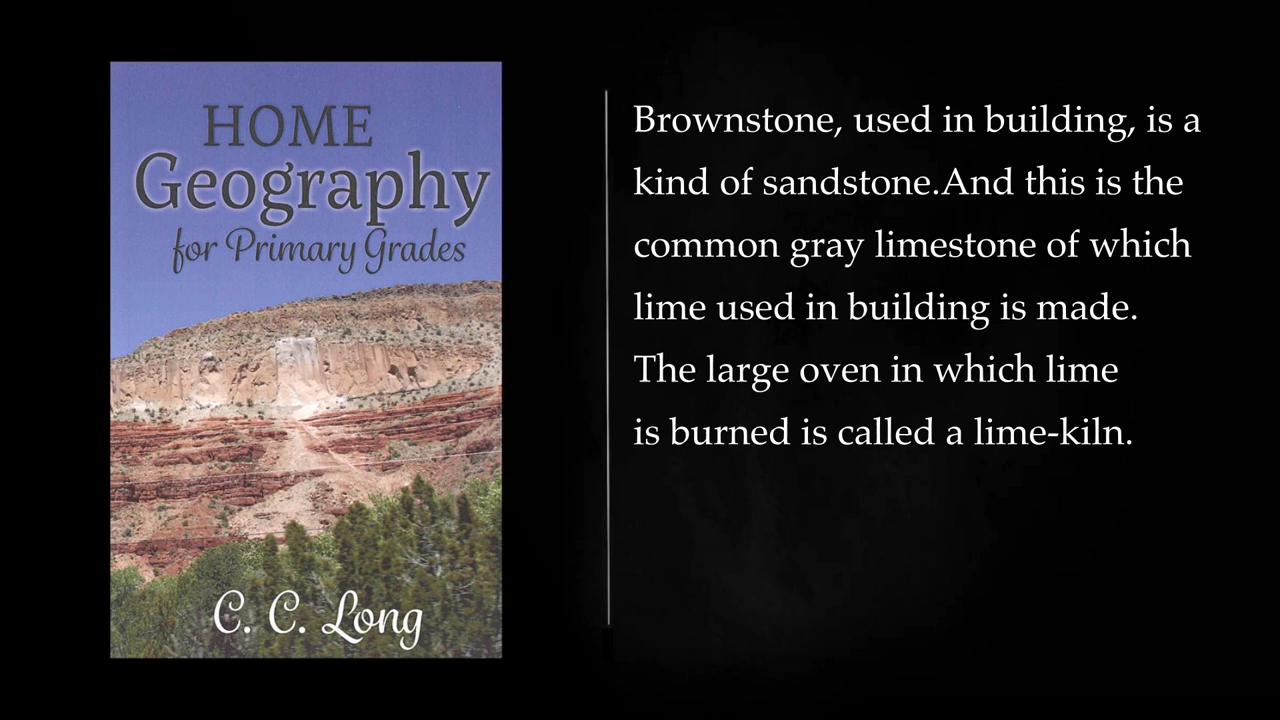 HOME
Geography
for Primary Grades
C. C. Long
Brownstone, used in building, is a
kind of sandstone.And this is the
common gray limestone of which
lime used in building is made.
The large oven in which lime
is burned is called a lime-kiln.